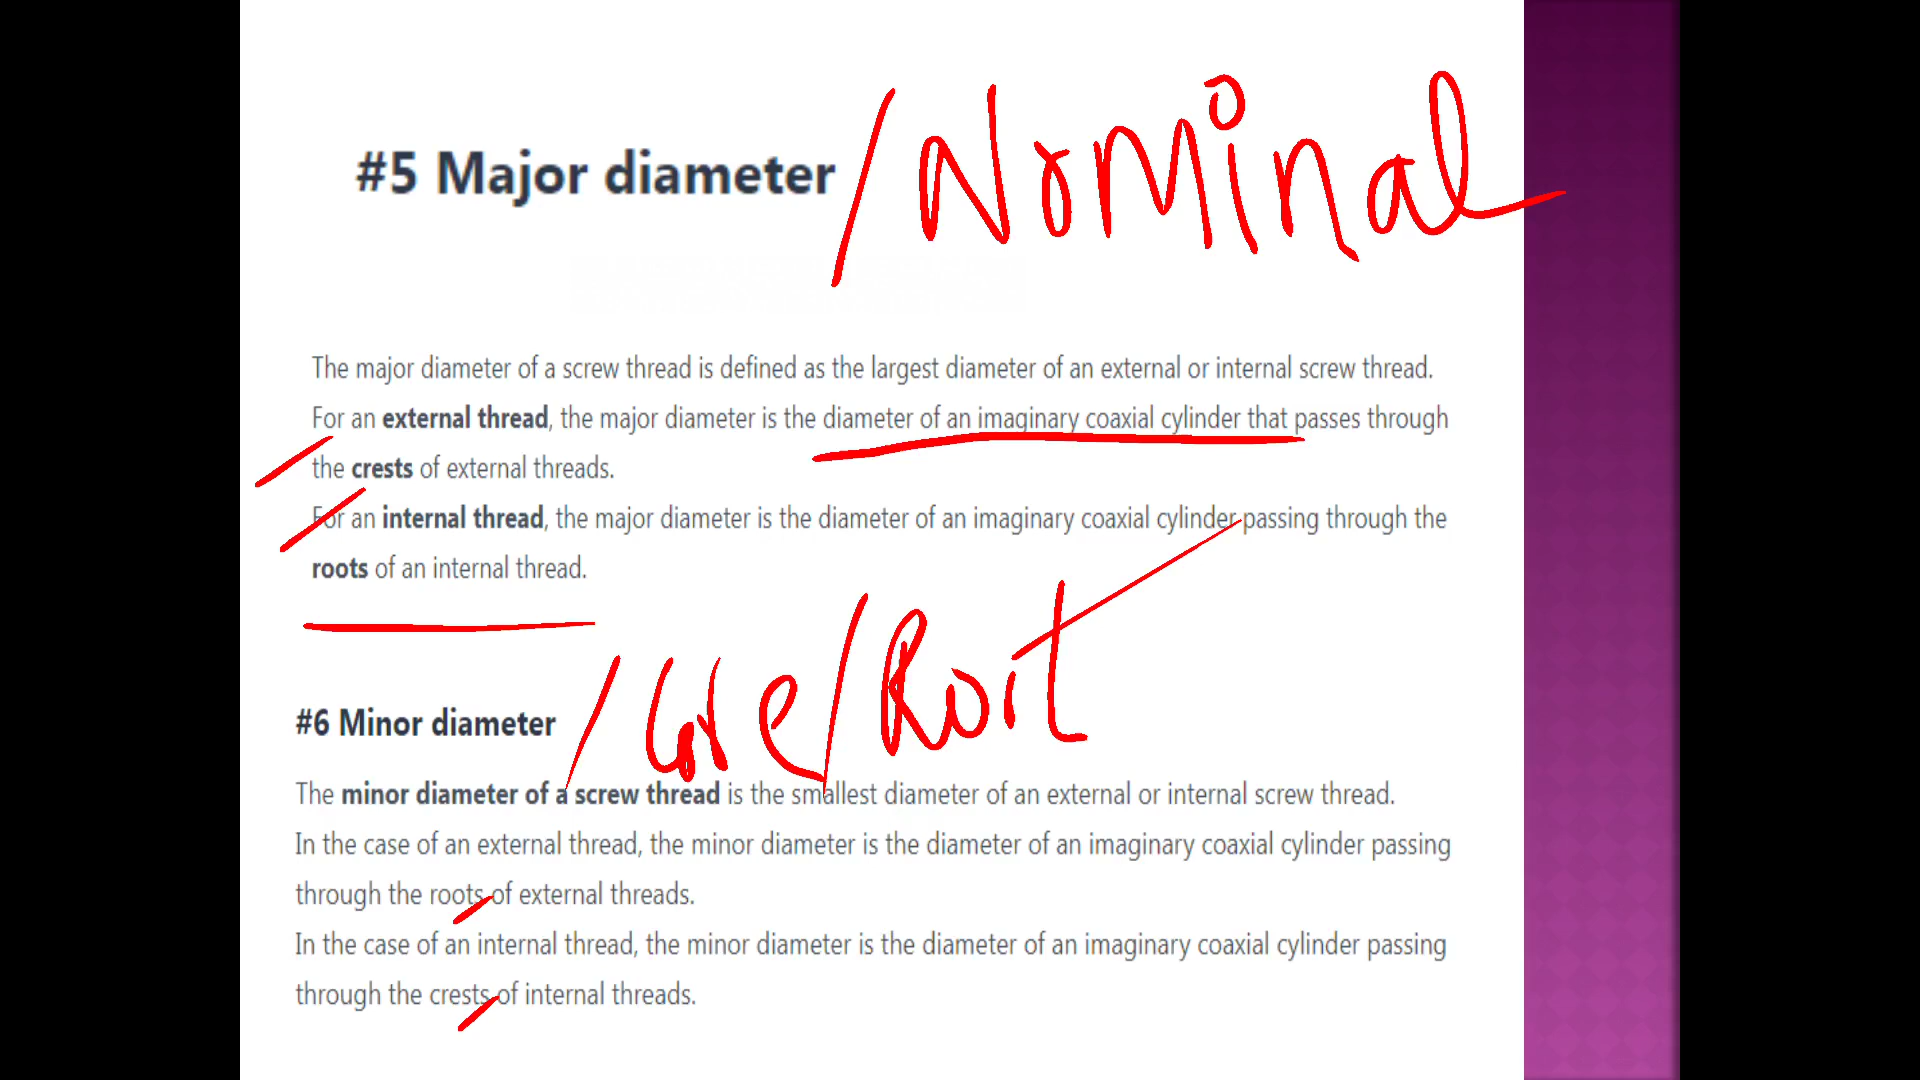 #5 Major diameter /Nominal
The major diameter of a screw thread is defined as the largest diameter of an external or internal screw thread.
For an external thread, the major diameter is the diameter of an imaginary coaxial cylinder that passes through
the crests of external threads.
For an internal thread, the major diameter is the diameter of an imaginary coaxial cylinder passing through the
roots of an internal thread.
#6 Minor diameter /Core/Root
The minor diameter of a screw thread is the smallest diameter of an external or internal screw thread.
In the case of an external thread, the minor diameter is the diameter of an imaginary coaxial cylinder passing
through the roots of external threads.
In the case of an internal thread, the minor diameter is the diameter of an imaginary coaxial cylinder passing
through the crests of internal threads.